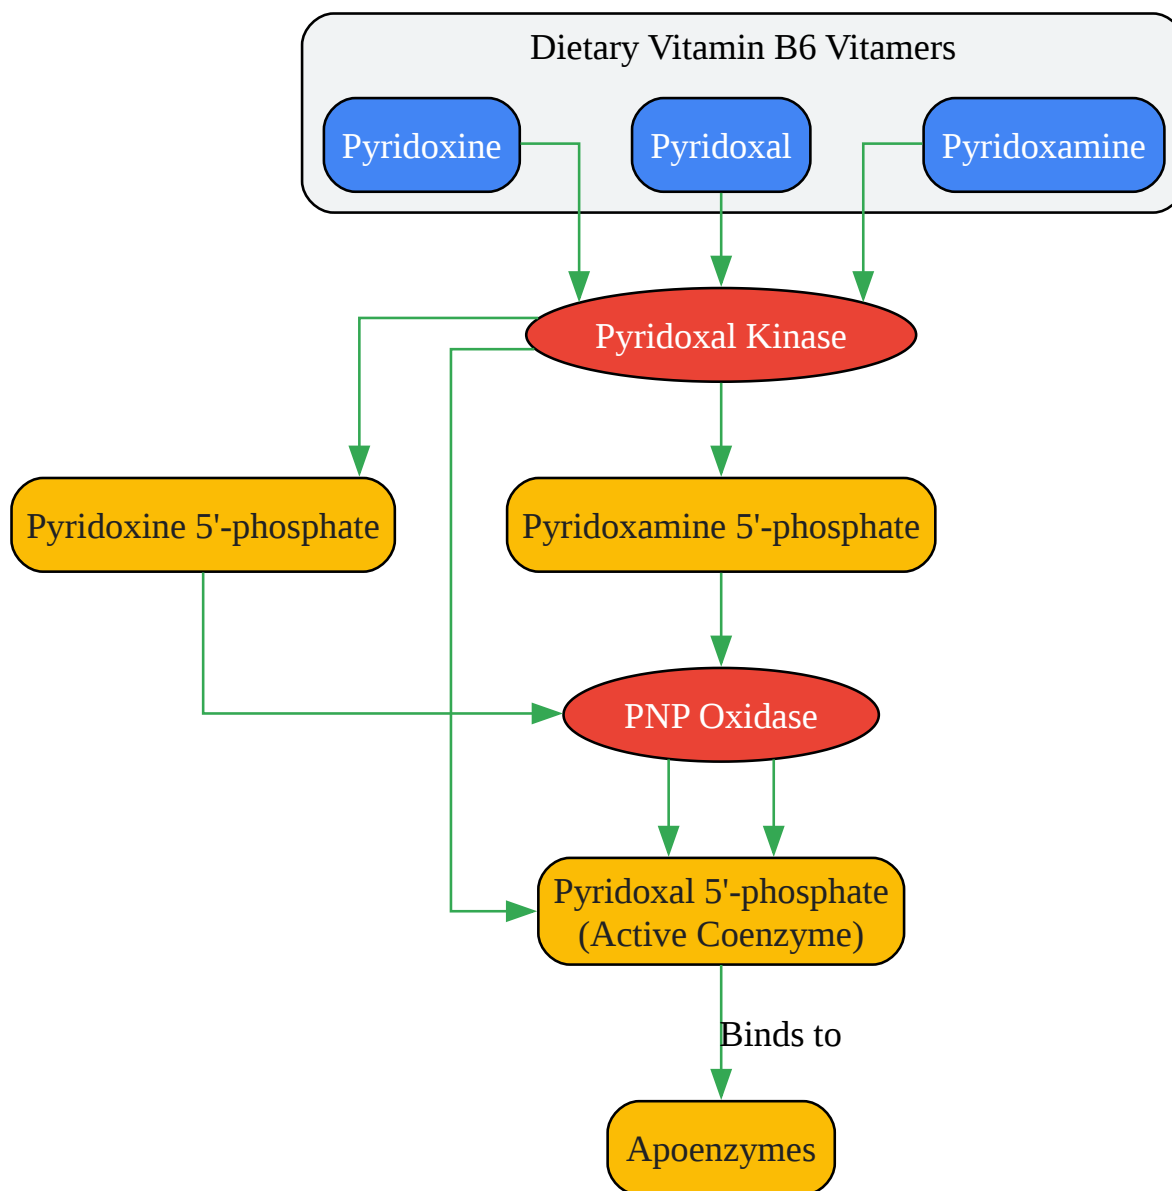 Dietary Vitamin B6 Vitamers
Pyridoxine
Pyridoxal
Pyridoxamine
Pyridoxal Kinase
Pyridoxine 5'-phosphate
Pyridoxamine 5'-phosphate
PNP Oxidase
Pyridoxal 5'-phosphate
(Active Coenzyme)
Binds to
Apoenzymes